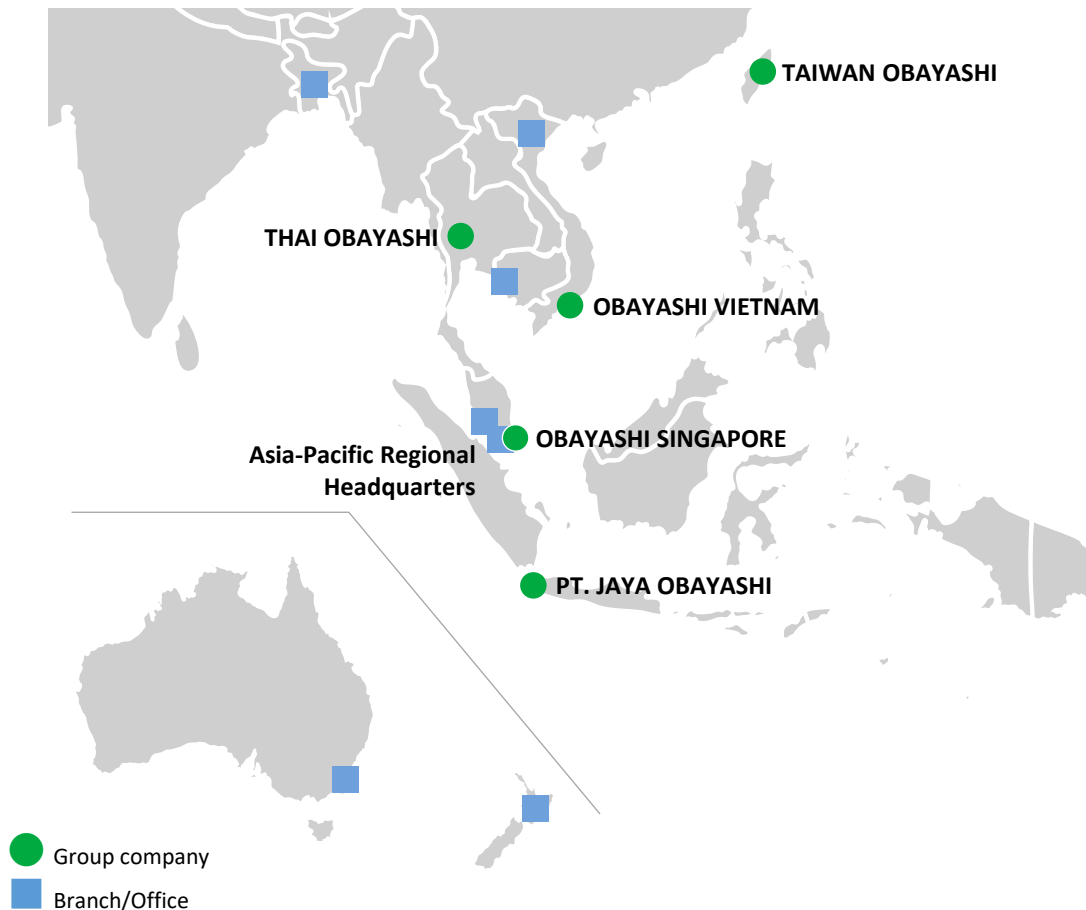 TAIWAN OBAYASHI
THAI OBAYASHI
OBAYASHI VIETNAM
OBAYASHI SINGAPORE
Asia-Pacific Regional
Headquarters
PT. JAYA OBAYASHI
Group company
Branch/Office